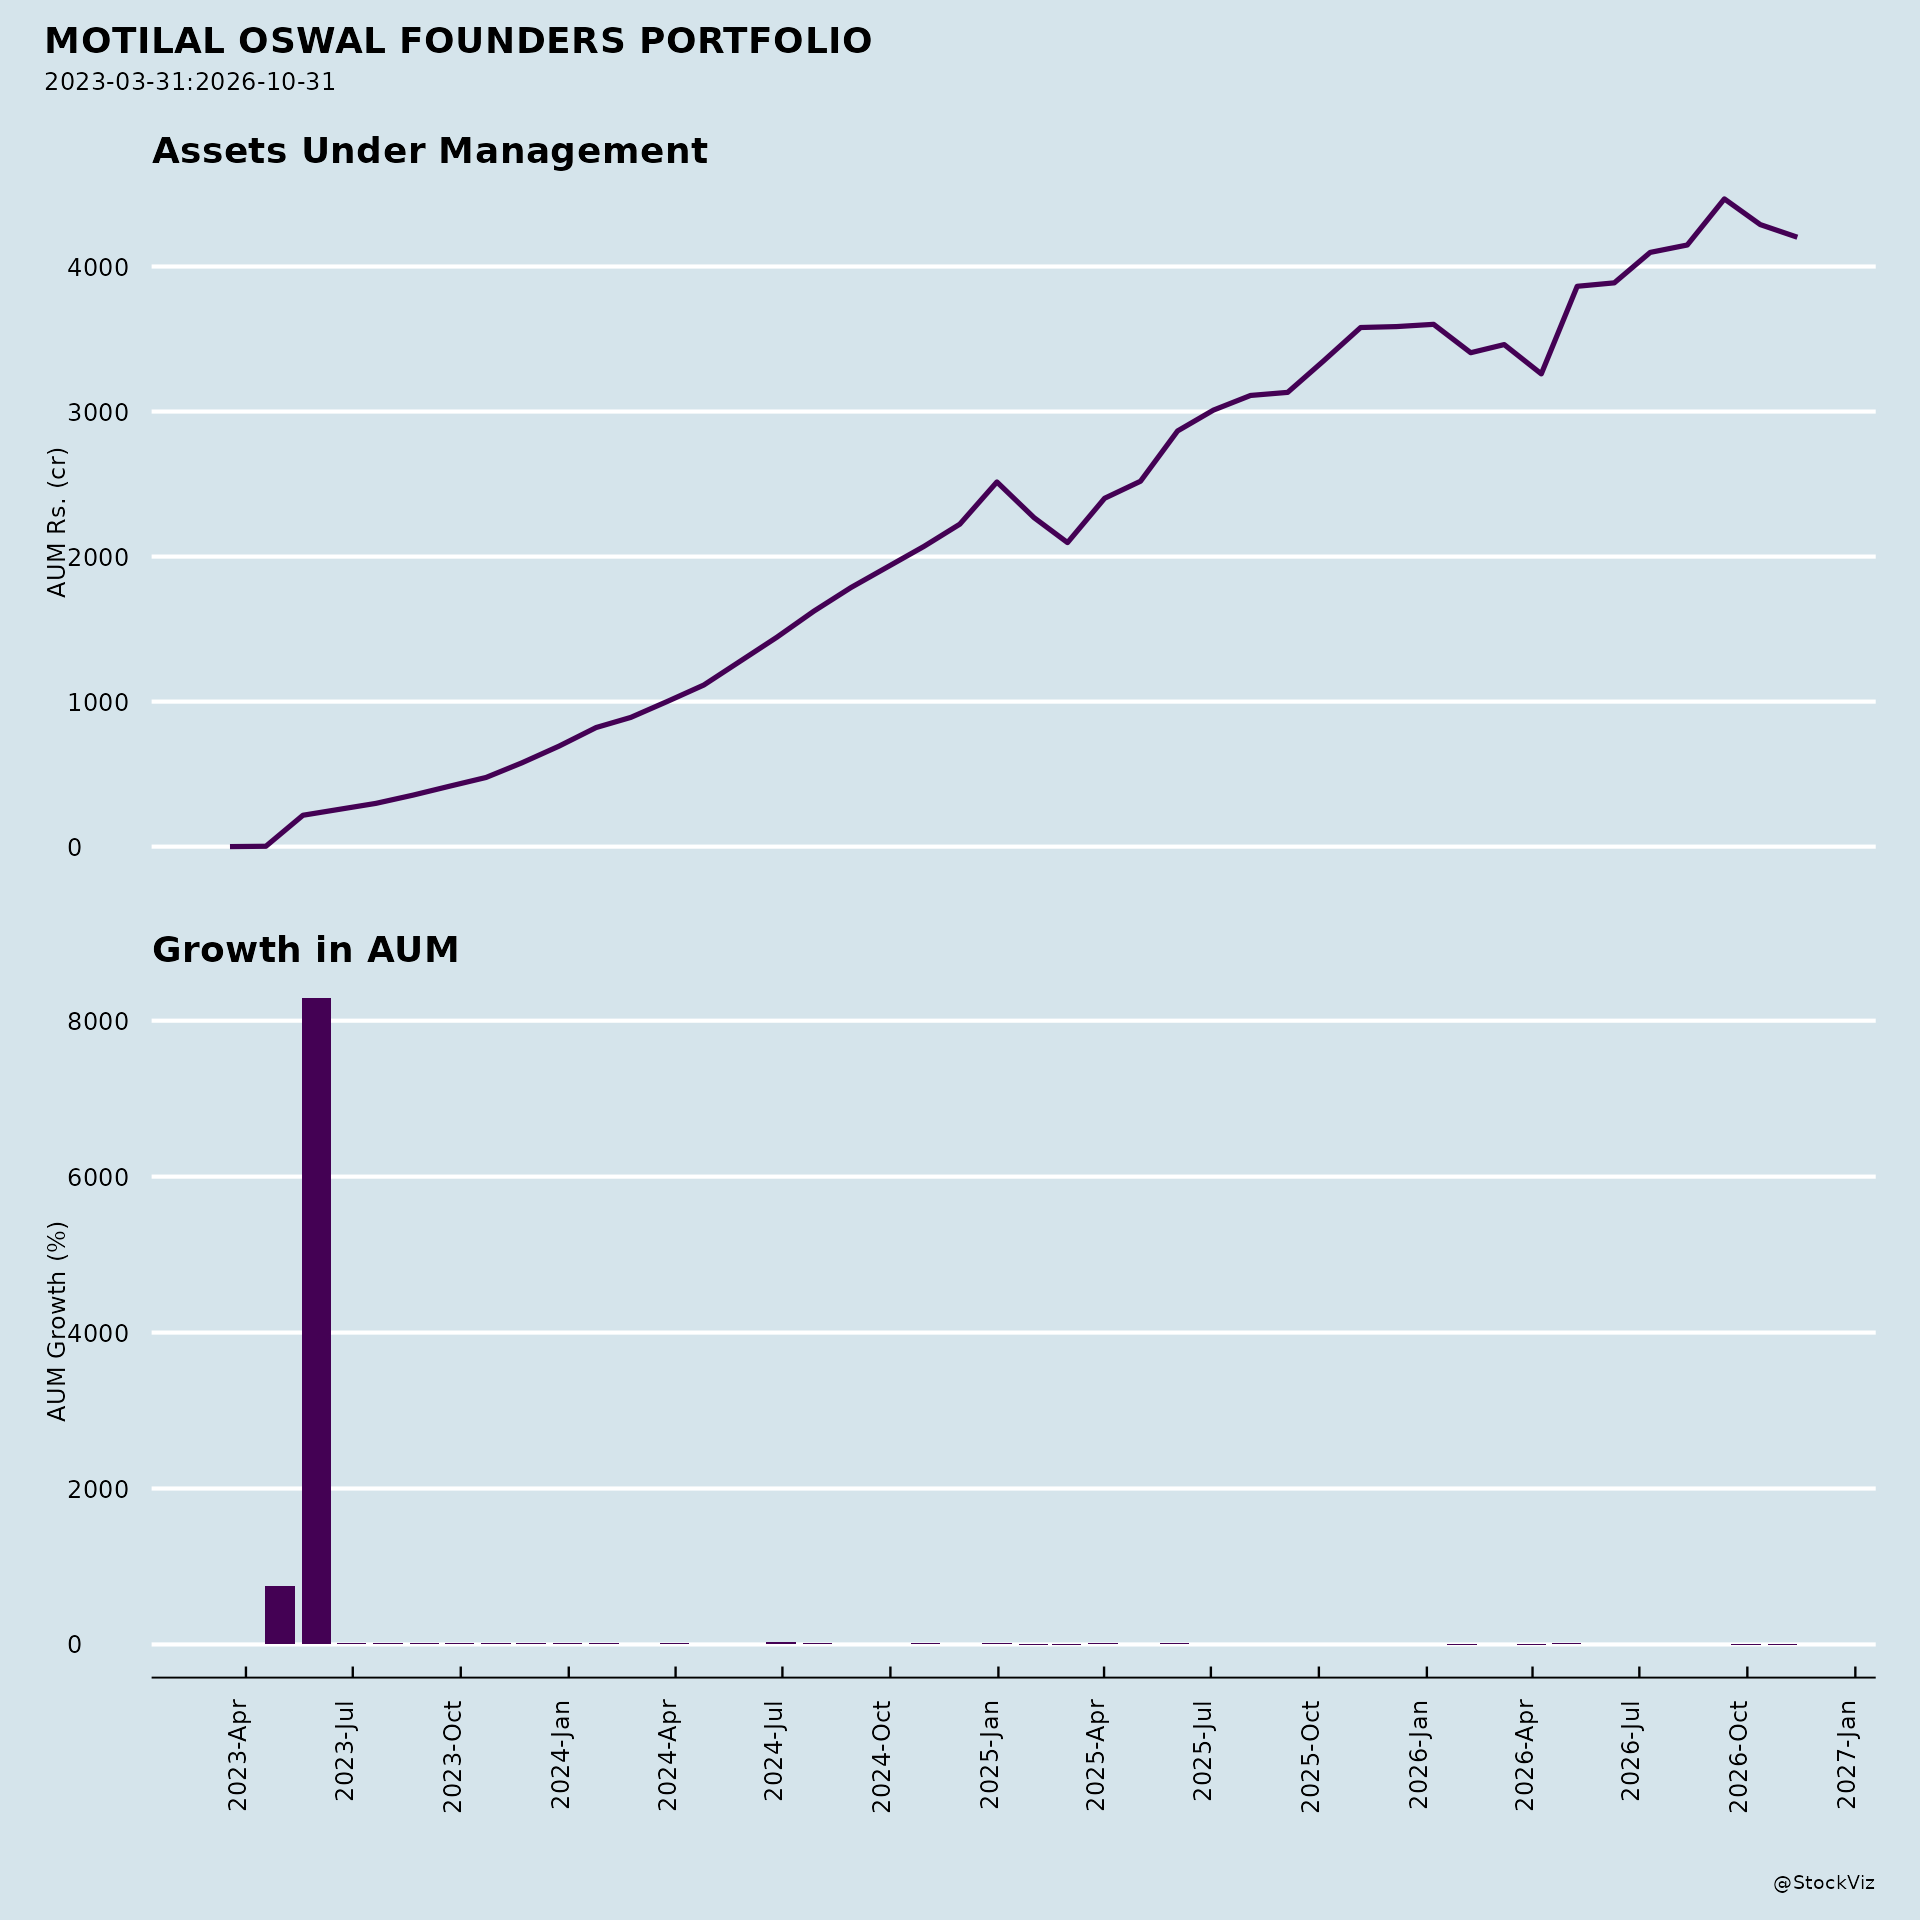 MOTILAL OSWAL FOUNDERS PORTFOLIO
2023-03-31:2026-10-31
Assets Under Management
AUM Rs. (cr)
4000
3000
2000
1000
0
Growth in AUM
AUM Growth (%)
8000
6000
4000
2000
0
2023-Apr
2023-Jul
2023-Oct
2024-Jan
2024-Apr
2024-Jul
2024-Oct
2025-Jan
2025-Apr
2025-Jul
2025-Oct
2026-Jan
2026-Apr
2026-Jul
2026-Oct
2027-Jan
@StockViz